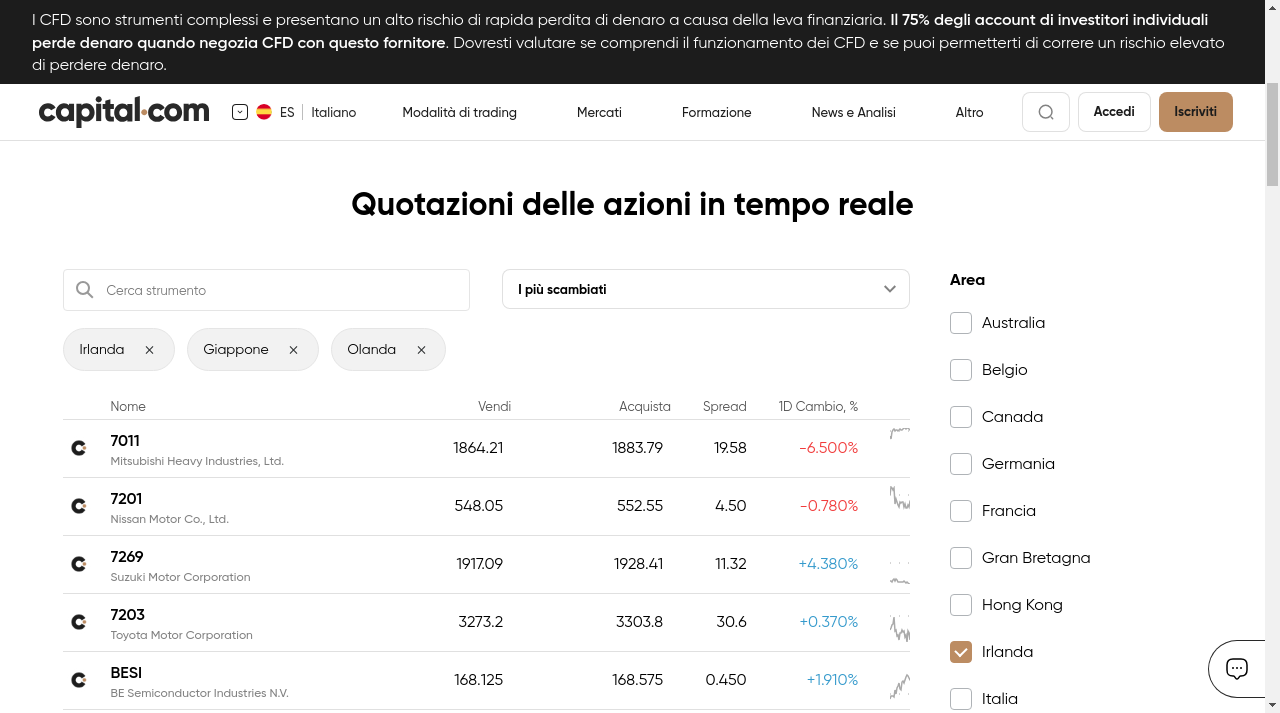 I CFD sono strumenti complessi e presentano un alto rischio di rapida perdita di denaro a causa della leva finanziaria. Il 75% degli account di investitori individuali
perde denaro quando negozia CFD con questo fornitore. Dovresti valutare se comprendi il funzionamento dei CFD e se puoi permetterti di correre un rischio elevato
di perdere denaro.
capital.com ES Italiano Modalità di trading Mercati Formazione News e Analisi Altro Accedi Iscriviti
Quotazioni delle azioni in tempo reale
Cerca strumento
I più scambiati
Irlanda
Giappone
Olanda
Nome Vendi Acquista Spread 1D Cambio, %
7011 1864.21 1883.79 19.58 -6.500%
Mitsubishi Heavy Industries, Ltd.
7201 548.05 552.55 4.50 -0.780%
Nissan Motor Co., Ltd.
7269 1917.09 1928.41 11.32 +4.380%
Suzuki Motor Corporation
7203 3273.2 3303.8 30.6 +0.370%
Toyota Motor Corporation
BESI 168.125 168.575 0.450 +1.910%
BE Semiconductor Industries N.V.
Area
Australia
Belgio
Canada
Germania
Francia
Gran Bretagna
Hong Kong
Irlanda
Italia